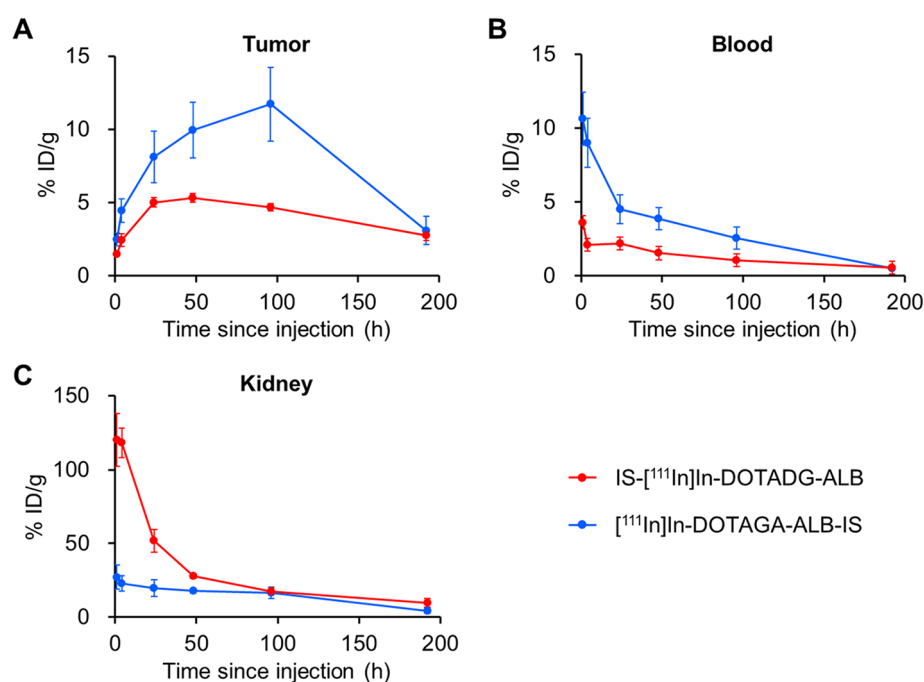 A
Tumor
15
10
5
0
% ID/g
0 50 100 150 200
Time since injection (h)
B
Blood
15
10
5
0
% ID/g
0 50 100 150 200
Time since injection (h)
C
Kidney
150
100
50
0
% ID/g
0 50 100 150 200
Time since injection (h)
IS-[¹¹¹In]In-DOTADG-ALB
[¹¹¹In]In-DOTAGA-ALB-IS